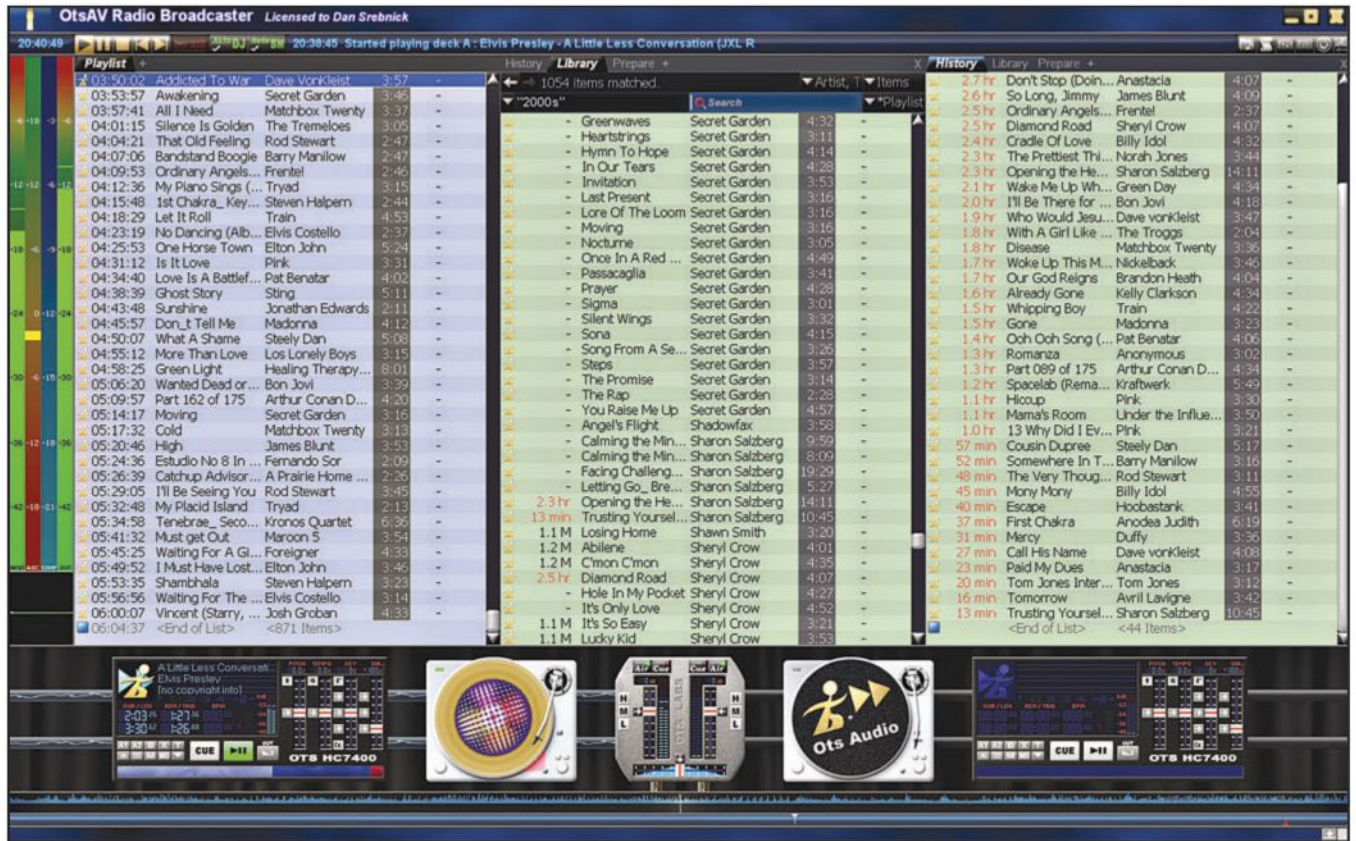 OtsAV Radio Broadcaster Licensed to Dan Srebnick
20:40:49 DJ 20:38:45 Started playing deck A : Elvis Presley - A Little Less Conversation (JXL R
Playlist +
03:50:02 Addicted To War Dave VonKleist 3:57 -
03:53:57 Awakening Secret Garden 3:46 -
03:57:41 All I Need Matchbox Twenty 3:37 -
04:01:15 Silence Is Golden The Tremeloes 3:05 -
04:04:21 That Old Feeling Rod Stewart 2:47 -
04:07:06 Bandstand Boogie Barry Manilow 2:47 -
04:09:53 Ordinary Angels... Frente! 2:46 -
04:12:36 My Piano Sings (... Tryad 3:15 -
04:15:48 1st Chakra_ Key... Steven Halpern 2:44 -
04:18:29 Let It Roll Train 4:53 -
04:23:19 No Dancing (Alb... Elvis Costello 2:37 -
04:25:53 One Horse Town Elton John 5:24 -
04:31:12 Is It Love Pink 3:31 -
04:34:40 Love Is A Battlef... Pat Benatar 4:02 -
04:38:39 Ghost Story Sting 5:11 -
04:43:48 Sunshine Jonathan Edwards 2:11 -
04:45:57 Don_t Tell Me Madonna 4:12 -
04:50:07 What A Shame Steely Dan 5:08 -
04:55:12 More Than Love Los Lonely Boys 3:15 -
04:58:25 Green Light Healing Therapy... 8:01 -
05:06:20 Wanted Dead or... Bon Jovi 3:39 -
05:09:57 Part 162 of 175 Arthur Conan D... 4:20 -
05:14:17 Moving Secret Garden 3:16 -
05:17:32 Cold Matchbox Twenty 3:13 -
05:20:46 High James Blunt 3:53 -
05:24:36 Estudio No 8 In ... Fernando Sor 2:09 -
05:26:39 Catchup Advisor... A Prairie Home ... 2:26 -
05:29:05 I'll Be Seeing You Rod Stewart 3:45 -
05:32:48 My Placid Island Tryad 2:13 -
05:34:58 Tenebrae_ Seco... Kronos Quartet 6:36 -
05:41:32 Must get Out Maroon 5 3:54 -
05:45:25 Waiting For A Gi... Foreigner 4:33 -
05:49:52 I Must Have Lost... Elton John 3:46 -
05:53:35 Shambhala Steven Halpern 3:23 -
05:56:56 Waiting For The ... Elvis Costello 3:14 -
06:00:07 Vincent (Starry, ... Josh Groban 4:33 -
06:04:37 <End of List> <871 Items>
History Library Prepare + X
1054 items matched. Artist, T Items
"2000s" Search *Playlist
- Greenwaves Secret Garden 4:32 -
- Heartstrings Secret Garden 3:11 -
- Hymn To Hope Secret Garden 4:14 -
- In Our Tears Secret Garden 4:28 -
- Invitation Secret Garden 3:53 -
- Last Present Secret Garden 3:16 -
- Lore Of The Loom Secret Garden 3:16 -
- Moving Secret Garden 3:16 -
- Nocturne Secret Garden 3:05 -
- Once In A Red ... Secret Garden 4:49 -
- Passacaglia Secret Garden 3:41 -
- Prayer Secret Garden 4:28 -
- Sigma Secret Garden 3:01 -
- Silent Wings Secret Garden 3:32 -
- Sona Secret Garden 4:15 -
- Song From A Se... Secret Garden 3:26 -
- Steps Secret Garden 3:57 -
- The Promise Secret Garden 3:14 -
- The Rap Secret Garden 2:28 -
- You Raise Me Up Secret Garden 4:57 -
- Angel's Flight Shadowfax 3:58 -
- Calming the Min... Sharon Salzberg 9:59 -
- Calming the Min... Sharon Salzberg 8:09 -
- Facing Challeng... Sharon Salzberg 19:29 -
- Letting Go_ Bre... Sharon Salzberg 5:27 -
2.3 hr Opening the He... Sharon Salzberg 14:11 -
13 min Trusting Yoursel... Sharon Salzberg 10:45 -
1.1 M Losing Home Shawn Smith 3:20 -
1.2 M Abilene Sheryl Crow 4:01 -
1.2 M C'mon C'mon Sheryl Crow 4:35 -
2.5 hr Diamond Road Sheryl Crow 4:07 -
- Hole In My Pocket Sheryl Crow 4:27 -
- It's Only Love Sheryl Crow 4:52 -
1.1 M It's So Easy Sheryl Crow 3:21 -
1.1 M Lucky Kid Sheryl Crow 3:53 -
History Library Prepare + X
2.7 hr Don't Stop (Doin... Anastacia 4:07 -
2.6 hr So Long, Jimmy James Blunt 4:09 -
2.5 hr Ordinary Angels... Frente! 2:37 -
2.5 hr Diamond Road Sheryl Crow 4:07 -
2.4 hr Cradle Of Love Billy Idol 4:32 -
2.3 hr The Prettiest Thi... Norah Jones 3:44 -
2.3 hr Opening the He... Sharon Salzberg 14:11 -
2.1 hr Wake Me Up Wh... Green Day 4:34 -
2.0 hr I'll Be There for ... Bon Jovi 4:18 -
1.9 hr Who Would Jesu... Dave vonKleist 3:47 -
1.8 hr With A Girl Like ... The Troggs 2:04 -
1.8 hr Disease Matchbox Twenty 3:36 -
1.7 hr Woke Up This M... Nickelback 3:46 -
1.7 hr Our God Reigns Brandon Heath 4:04 -
1.6 hr Already Gone Kelly Clarkson 4:34 -
1.5 hr Whipping Boy Train 4:22 -
1.5 hr Gone Madonna 3:23 -
1.4 hr Ooh Ooh Song (... Pat Benatar 4:06 -
1.3 hr Romanza Anonymous 3:02 -
1.3 hr Part 089 of 175 Arthur Conan D... 4:34 -
1.2 hr Spacelab (Rema... Kraftwerk 5:49 -
1.1 hr Hiccup Pink 3:30 -
1.1 hr Mama's Room Under the Influe... 3:50 -
1.0 hr 13 Why Did I Ev... P!nk 3:21 -
57 min Cousin Dupree Steely Dan 5:17 -
52 min Somewhere In T... Barry Manilow 3:16 -
48 min The Very Thoug... Rod Stewart 3:11 -
45 min Mony Mony Billy Idol 4:55 -
40 min Escape Hoobastank 3:41 -
37 min First Chakra Anodea Judith 6:19 -
31 min Mercy Duffy 3:36 -
27 min Call His Name Dave vonKleist 4:08 -
23 min Paid My Dues Anastacia 3:17 -
20 min Tom Jones Inter... Tom Jones 3:12 -
16 min Tomorrow Avril Lavigne 3:42 -
13 min Trusting Yoursel... Sharon Salzberg 10:45 -
<End of List> <44 Items>
A Little Less Conversati...
Elvis Presley
[no copyright info]
PITCH TEMPO KEY
2:03 1:27
3:30 1:26
A1 A2 CUE OUT
OTS HC7400
Air Cue Cue Air
H M L H M L
OTS LABS
Ots Audio
PITCH TEMPO KEY
A1 A2 CUE OUT
OTS HC7400